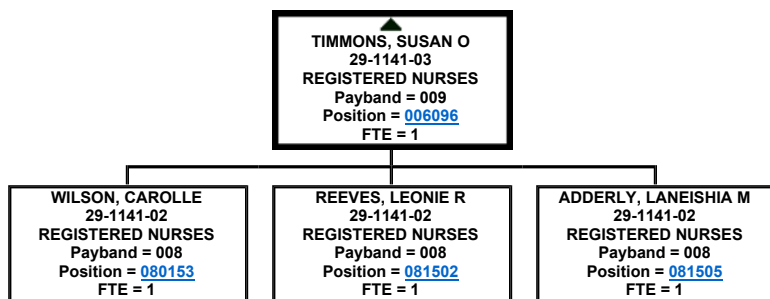 TIMMONS, SUSAN O
29-1141-03
REGISTERED NURSES
Payband = 009
Position = 006096
FTE = 1
WILSON, CAROLLE
29-1141-02
REGISTERED NURSES
Payband = 008
Position = 080153
FTE = 1
REEVES, LEONIE R
29-1141-02
REGISTERED NURSES
Payband = 008
Position = 081502
FTE = 1
ADDERLY, LANEISHIA M
29-1141-02
REGISTERED NURSES
Payband = 008
Position = 081505
FTE = 1